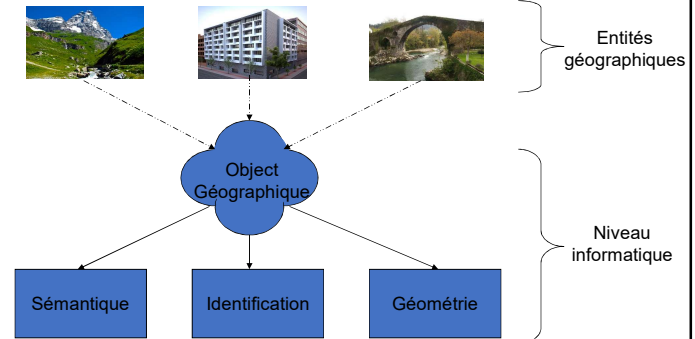 Entités
géographiques
Object
Géographique
Niveau
informatique
Sémantique
Identification
Géométrie